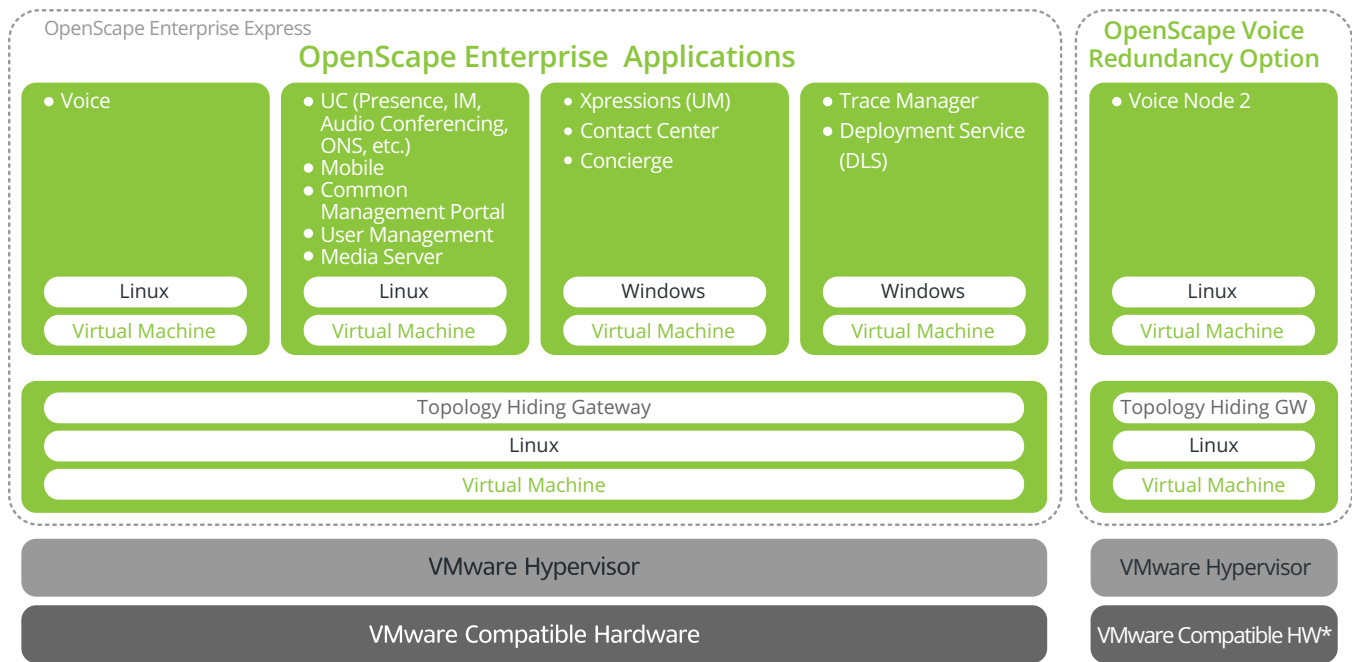 OpenScape Enterprise Express
OpenScape Enterprise Applications
Voice
Linux
Virtual Machine
UC (Presence, IM,
Audio Conferencing,
ONS, etc.)
Mobile
Common
Management Portal
User Management
Media Server
Linux
Virtual Machine
Xpressions (UM)
Contact Center
Concierge
Windows
Virtual Machine
Trace Manager
Deployment Service
(DLS)
Windows
Virtual Machine
Topology Hiding Gateway
Linux
Virtual Machine
VMware Hypervisor
VMware Compatible Hardware
OpenScape Voice
Redundancy Option
Voice Node 2
Linux
Virtual Machine
Topology Hiding GW
Linux
Virtual Machine
VMware Hypervisor
VMware Compatible HW*